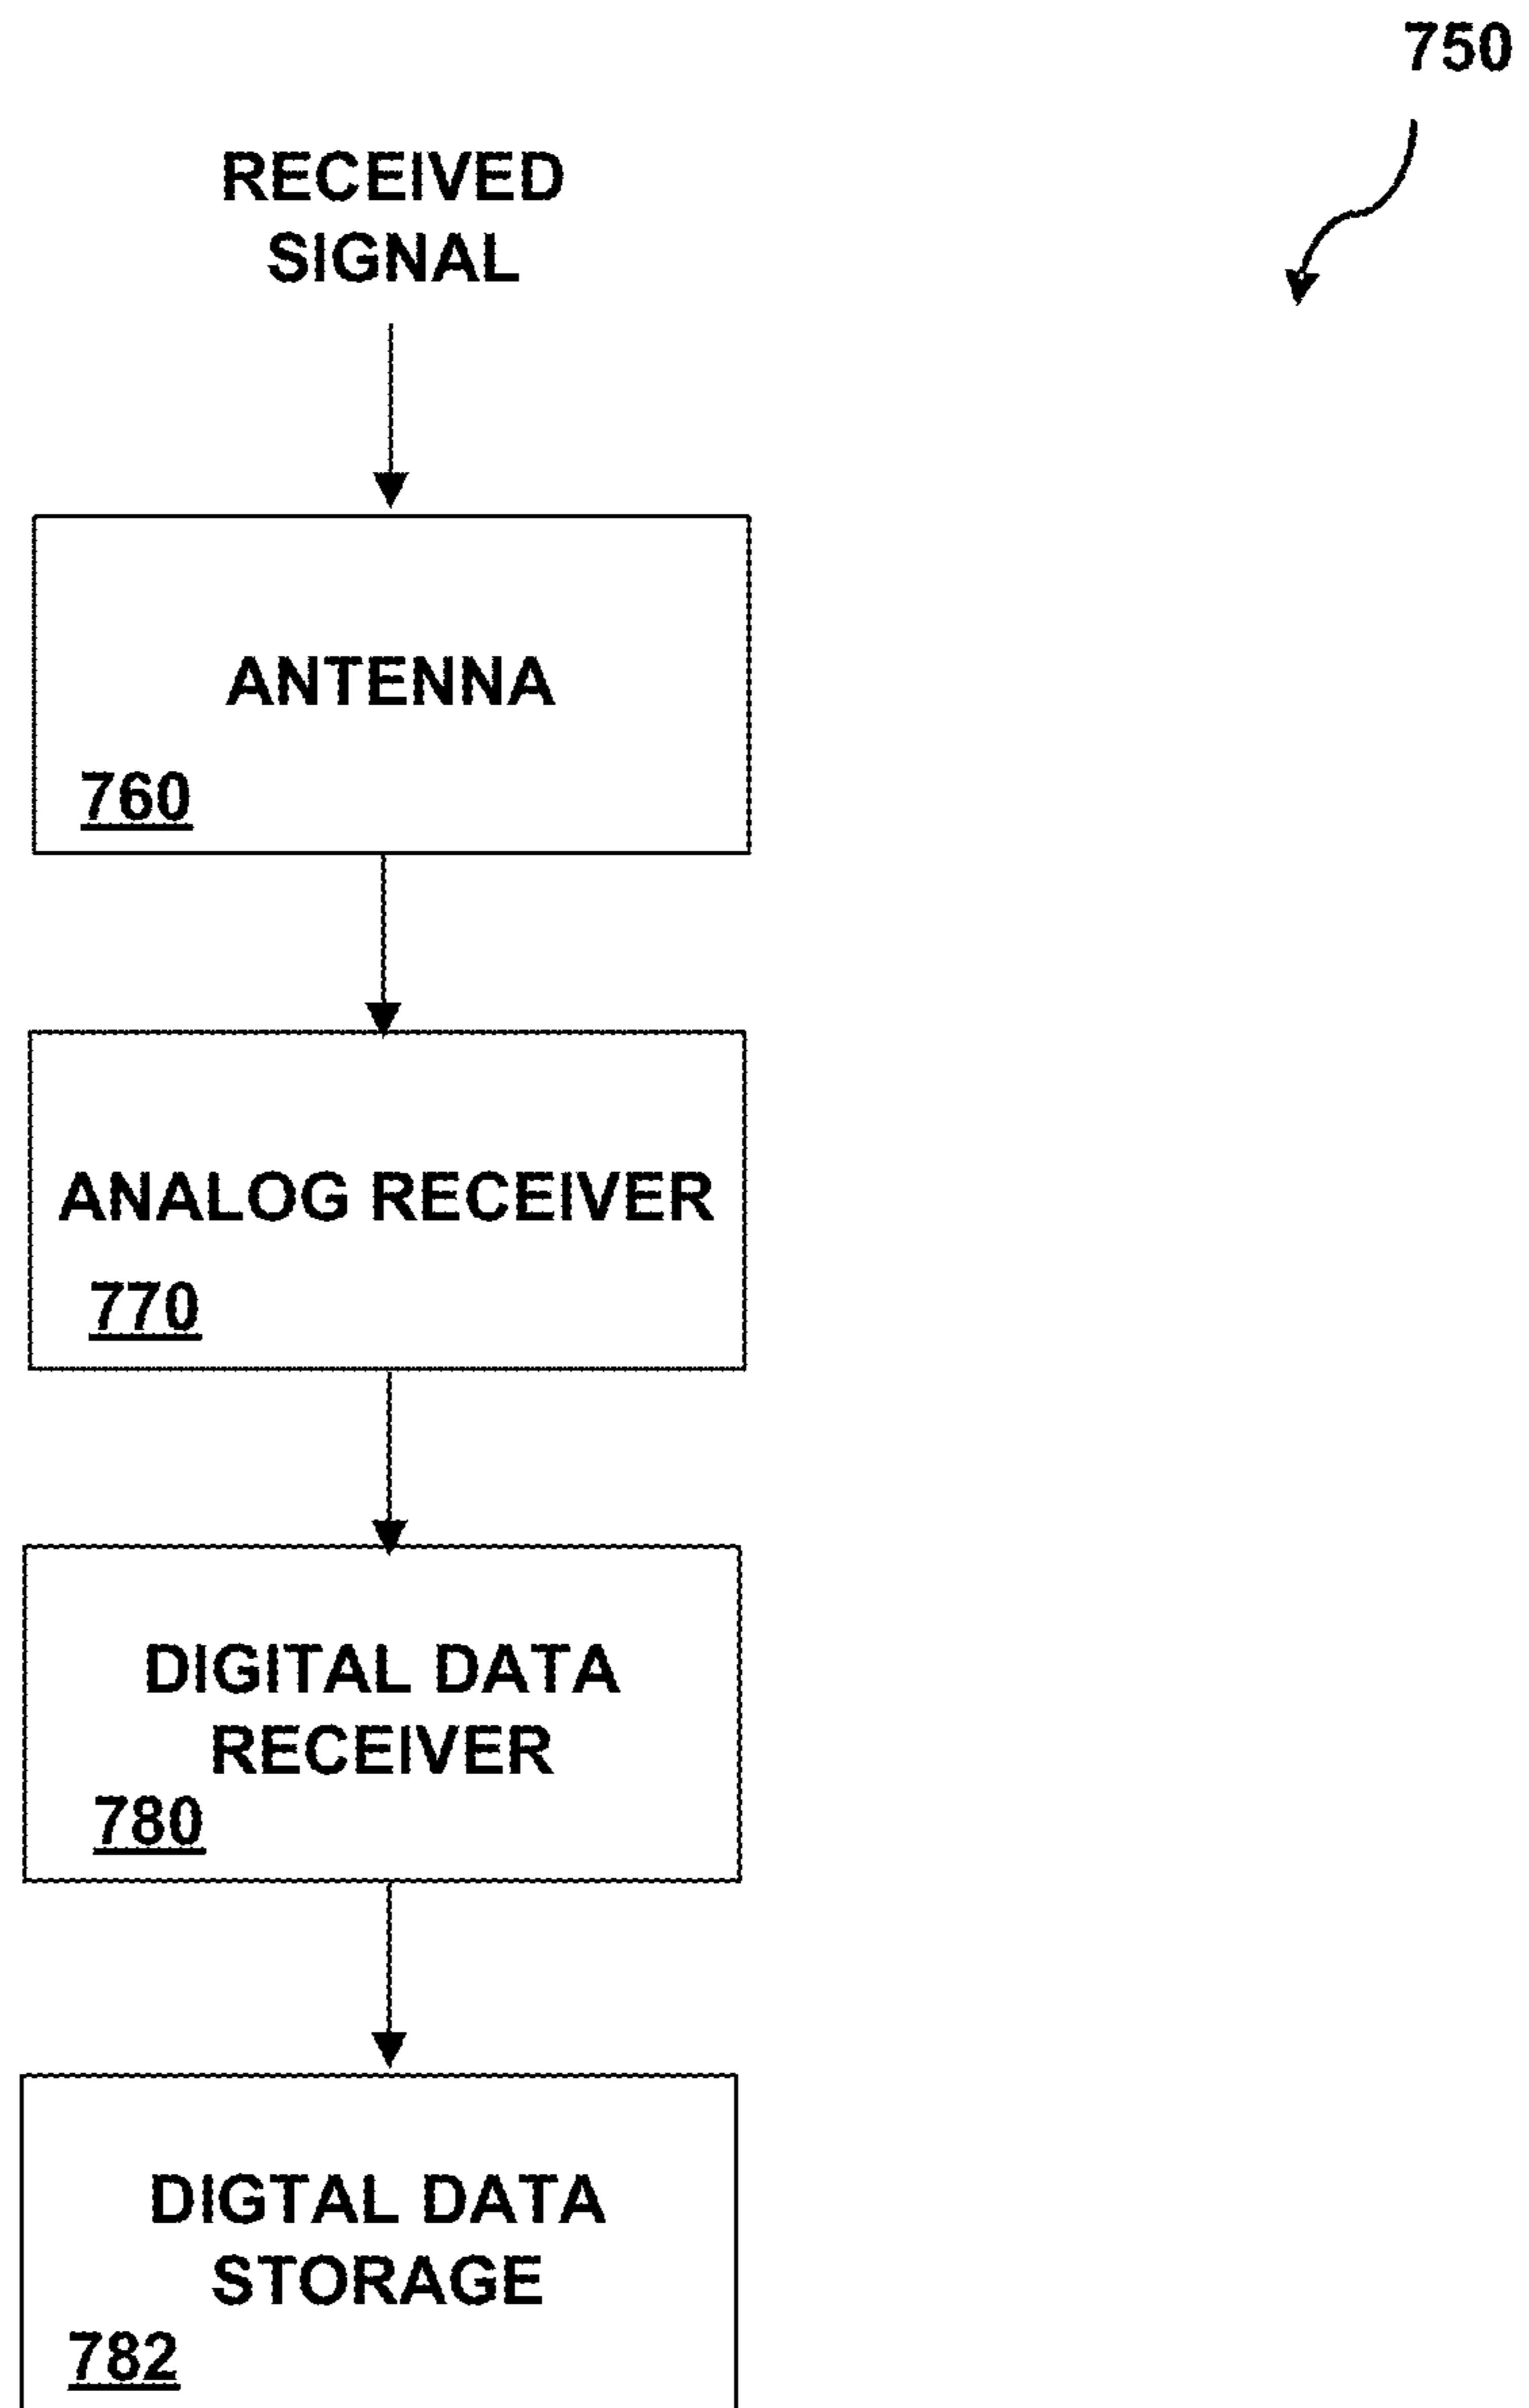 750
RECEIVED
SIGNAL
ANTENNA
760
ANALOG RECEIVER
770
DIGITAL DATA
RECEIVER
780
DIGTAL DATA
STORAGE
782